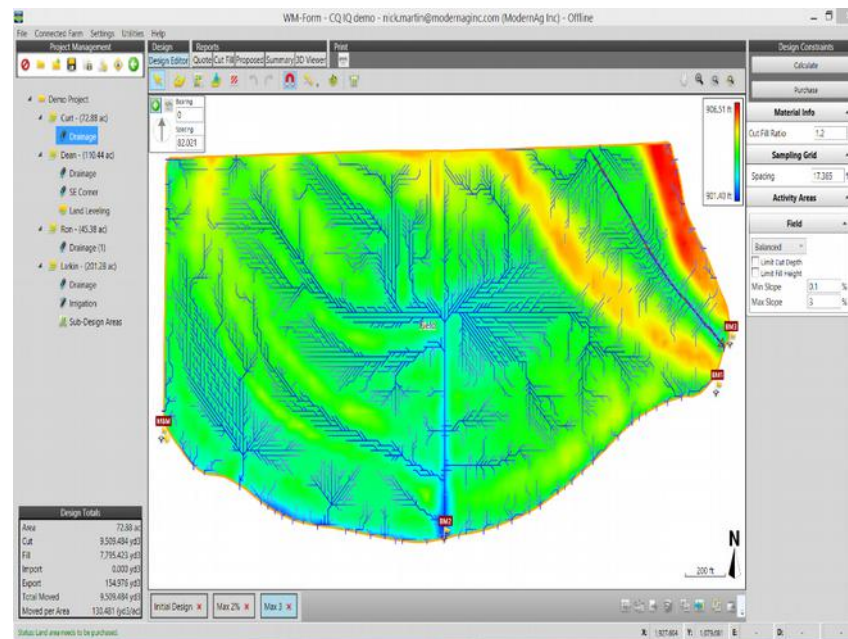 WM-Form - CQ IQ demo - nick.martin@modernaginc.com (ModernAg Inc) - Offline
File Connected Farm Settings Utilities Help
Project Management
Demo Project
Curt - (72.88 ac)
Drainage
Dean - (110.44 ac)
Drainage
SE Corner
Land Leveling
Ron - (45.38 ac)
Drainage (1)
Larkin - (201.28 ac)
Drainage
Irrigation
Sub-Design Areas
Design Totals
Area 72.88 ac
Cut 9,509.484 yd3
Fill 7,795.423 yd3
Import 0.000 yd3
Export 154.976 yd3
Total Moved 9,509.484 yd3
Moved per Area 130.481 (yd3/ac)
Status: Land area needs to be purchased.
Design Reports Print
Design Editor Quote Cut Fill Proposed Summary 3D Viewer
Bearing
0
Spacing
82.021
906.51 ft
901.40 ft
Field
BM3
BM1
MBM
BM2
N
200 ft
Initial Design Max 2% Max 3
Design Constraints
Calculate
Purchase
Material Info
Cut Fill Ratio 1.2
Sampling Grid
Spacing 17.385
Activity Areas
Field
Balanced
Limit Cut Depth
Limit Fill Height
Min Slope 0.1 %
Max Slope 3 %
E: - D: -